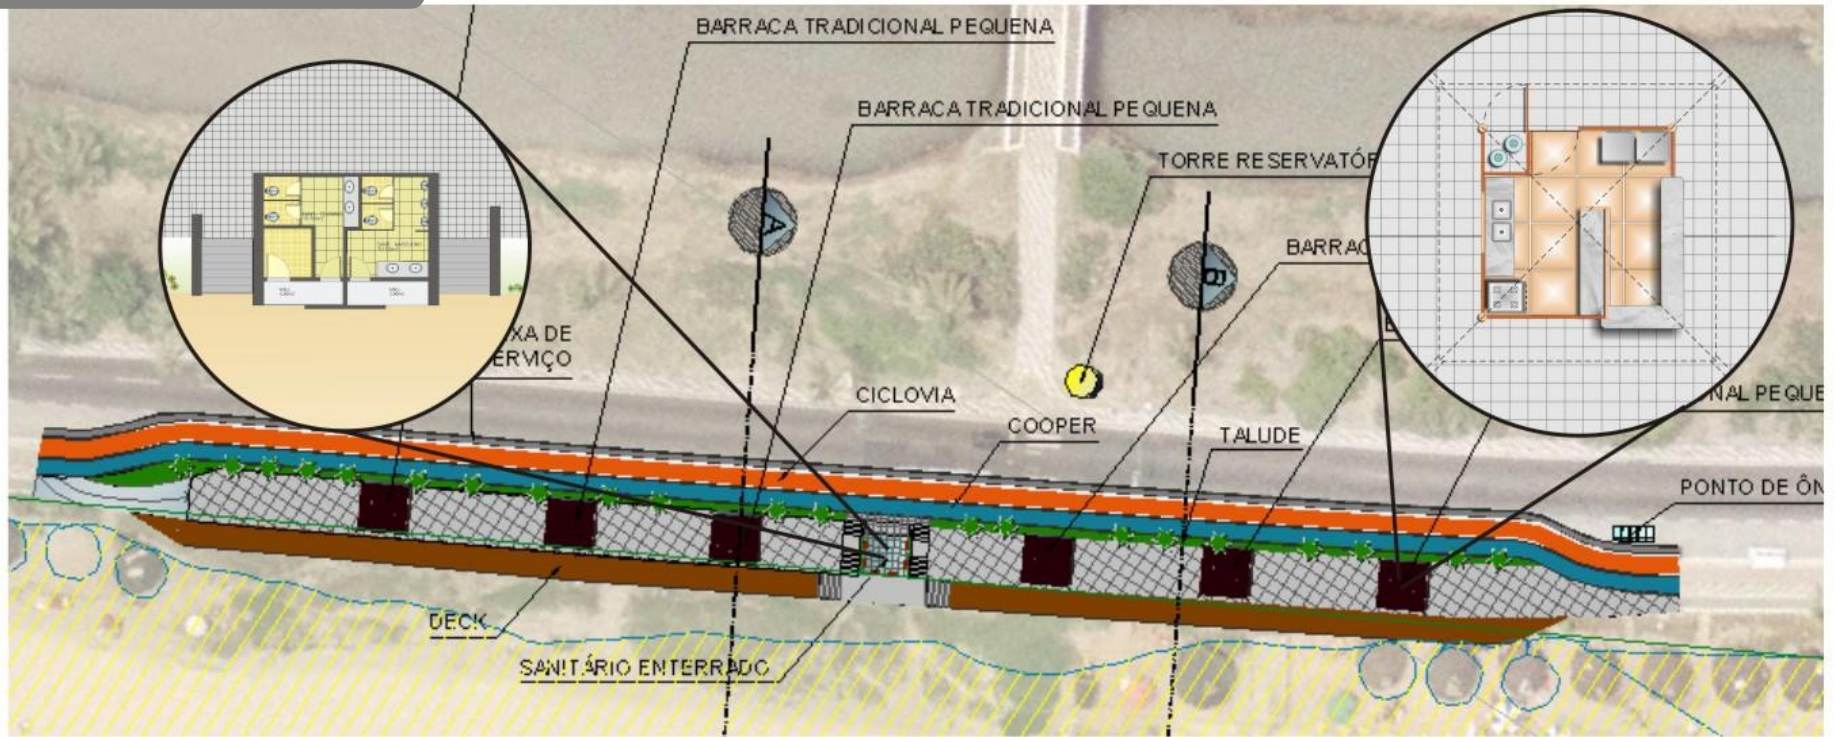 BARRACA TRADICIONAL PEQUENA
BARRACA TRADICIONAL PEQUENA
TORRE RESERVATÓR
A
B
BARRAC
XA DE
ERVIÇO
CICLOVIA
COOPER
TALUDE
NAL PEQUE
PONTO DE ÔN
DECK
SANITÁRIO ENTERRADO